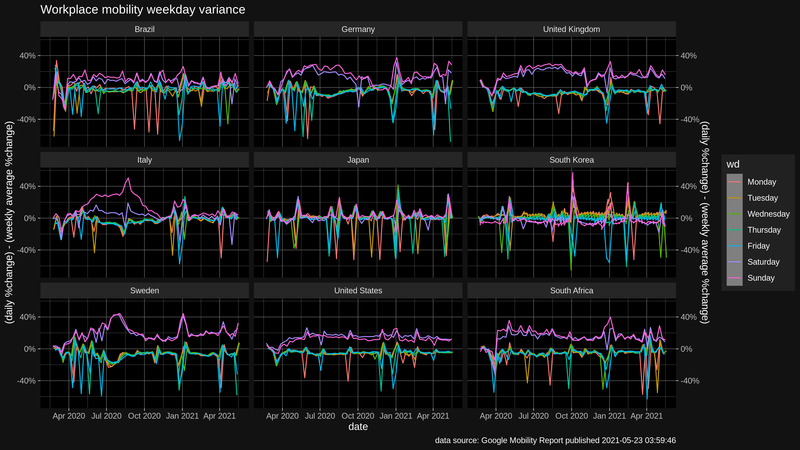 Workplace mobility weekday variance
Brazil
Germany
United Kingdom
40%
0%
-40%
40%
0%
-40%
Italy
Japan
South Korea
40%
0%
-40%
40%
0%
-40%
Sweden
United States
South Africa
40%
0%
-40%
40%
0%
-40%
(daily %change) - (weekly average %change)
(daily %change) - (weekly average %change)
Apr 2020 Jul 2020 Oct 2020 Jan 2021 Apr 2021
Apr 2020 Jul 2020 Oct 2020 Jan 2021 Apr 2021
Apr 2020 Jul 2020 Oct 2020 Jan 2021 Apr 2021
date
wd
Monday
Tuesday
Wednesday
Thursday
Friday
Saturday
Sunday
data source: Google Mobility Report published 2021-05-23 03:59:46